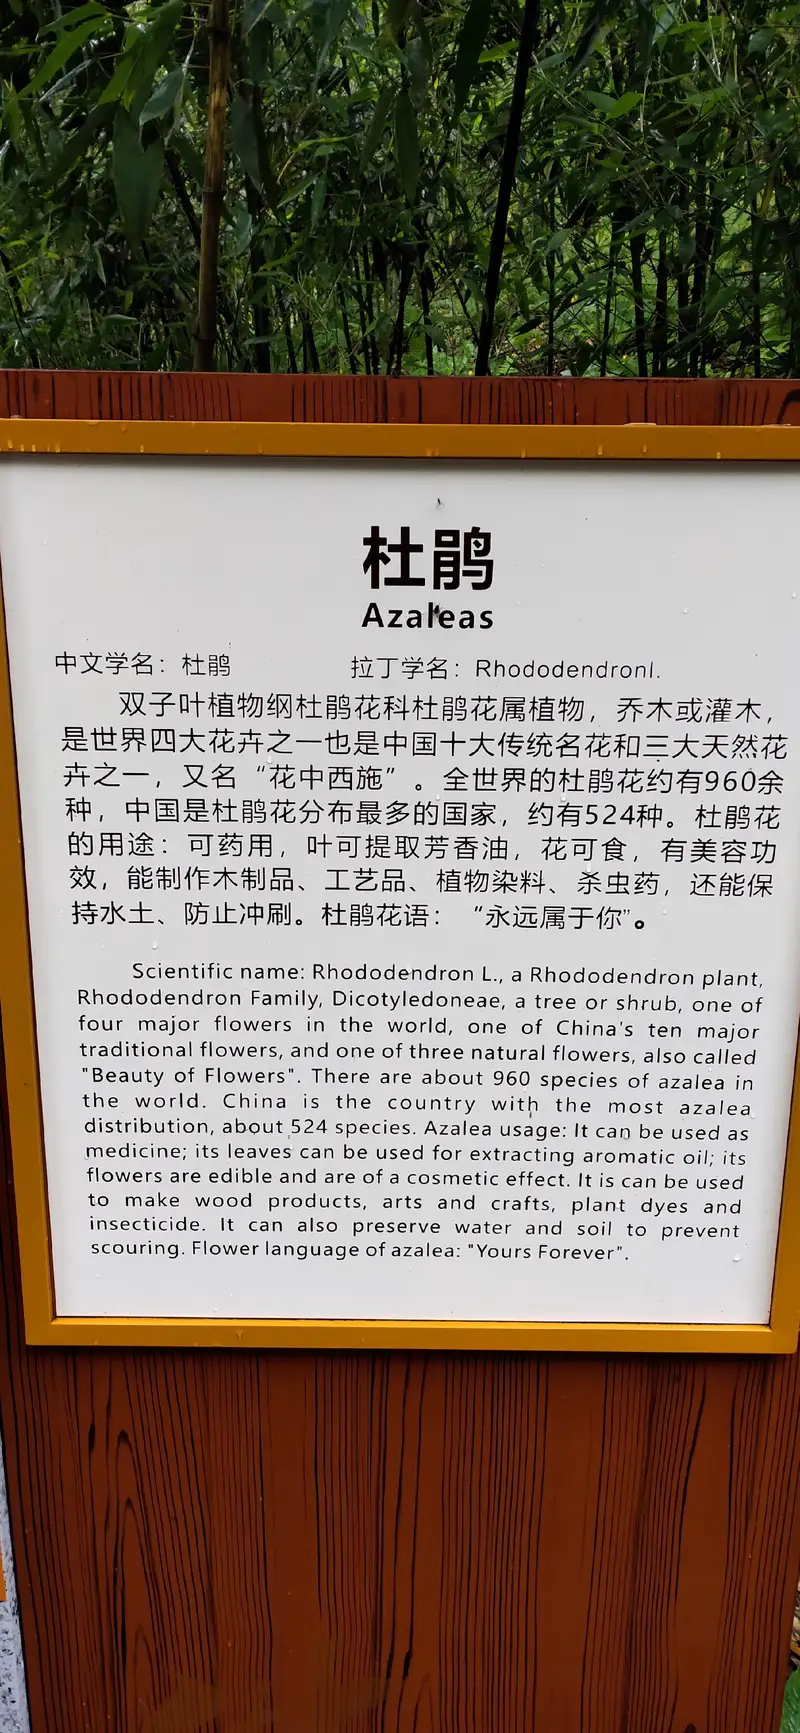 杜鹃
Azaleas
中文学名：杜鹃 拉丁学名：Rhododendronl.
双子叶植物纲杜鹃花科杜鹃花属植物，乔木或灌木，
是世界四大花卉之一也是中国十大传统名花和三大天然花
卉之一，又名“花中西施”。全世界的杜鹃花约有960余
种，中国是杜鹃花分布最多的国家，约有524种。杜鹃花
的用途：可药用，叶可提取芳香油，花可食，有美容功
效，能制作木制品、工艺品、植物染料、杀虫药，还能保
持水土、防止冲刷。杜鹃花语：“永远属于你”。
Scientific name: Rhododendron L., a Rhododendron plant,
Rhododendron Family, Dicotyledoneae, a tree or shrub, one of
four major flowers in the world, one of China's ten major
traditional flowers, and one of three natural flowers, also called
"Beauty of Flowers". There are about 960 species of azalea in
the world. China is the country with the most azalea
distribution, about 524 species. Azalea usage: It can be used as
medicine; its leaves can be used for extracting aromatic oil; its
flowers are edible and are of a cosmetic effect. It is can be used
to make wood products, arts and crafts, plant dyes and
insecticide. It can also preserve water and soil to prevent
scouring. Flower language of azalea: "Yours Forever".